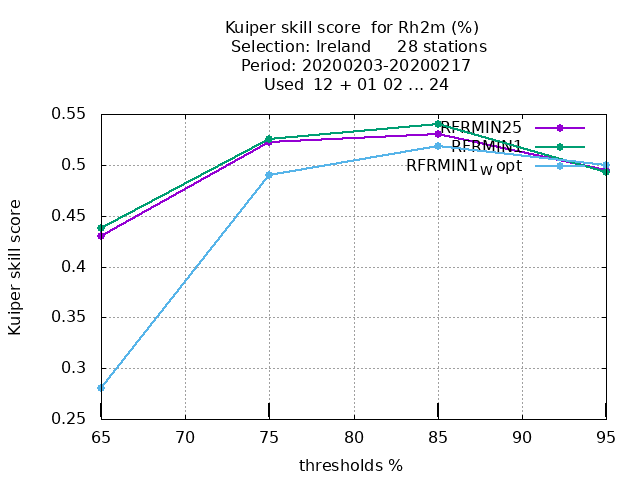 Kuiper skill score  for Rh2m (%)
Selection: Ireland     28 stations
Period: 20200203-20200217
Used  12 + 01 02 ... 24
0.55
0.5
0.45
0.4
0.35
0.3
0.25
Kuiper skill score
RFRMIN25
RFRMIN1
RFRMIN1w opt
65 70 75 80 85 90 95
thresholds %